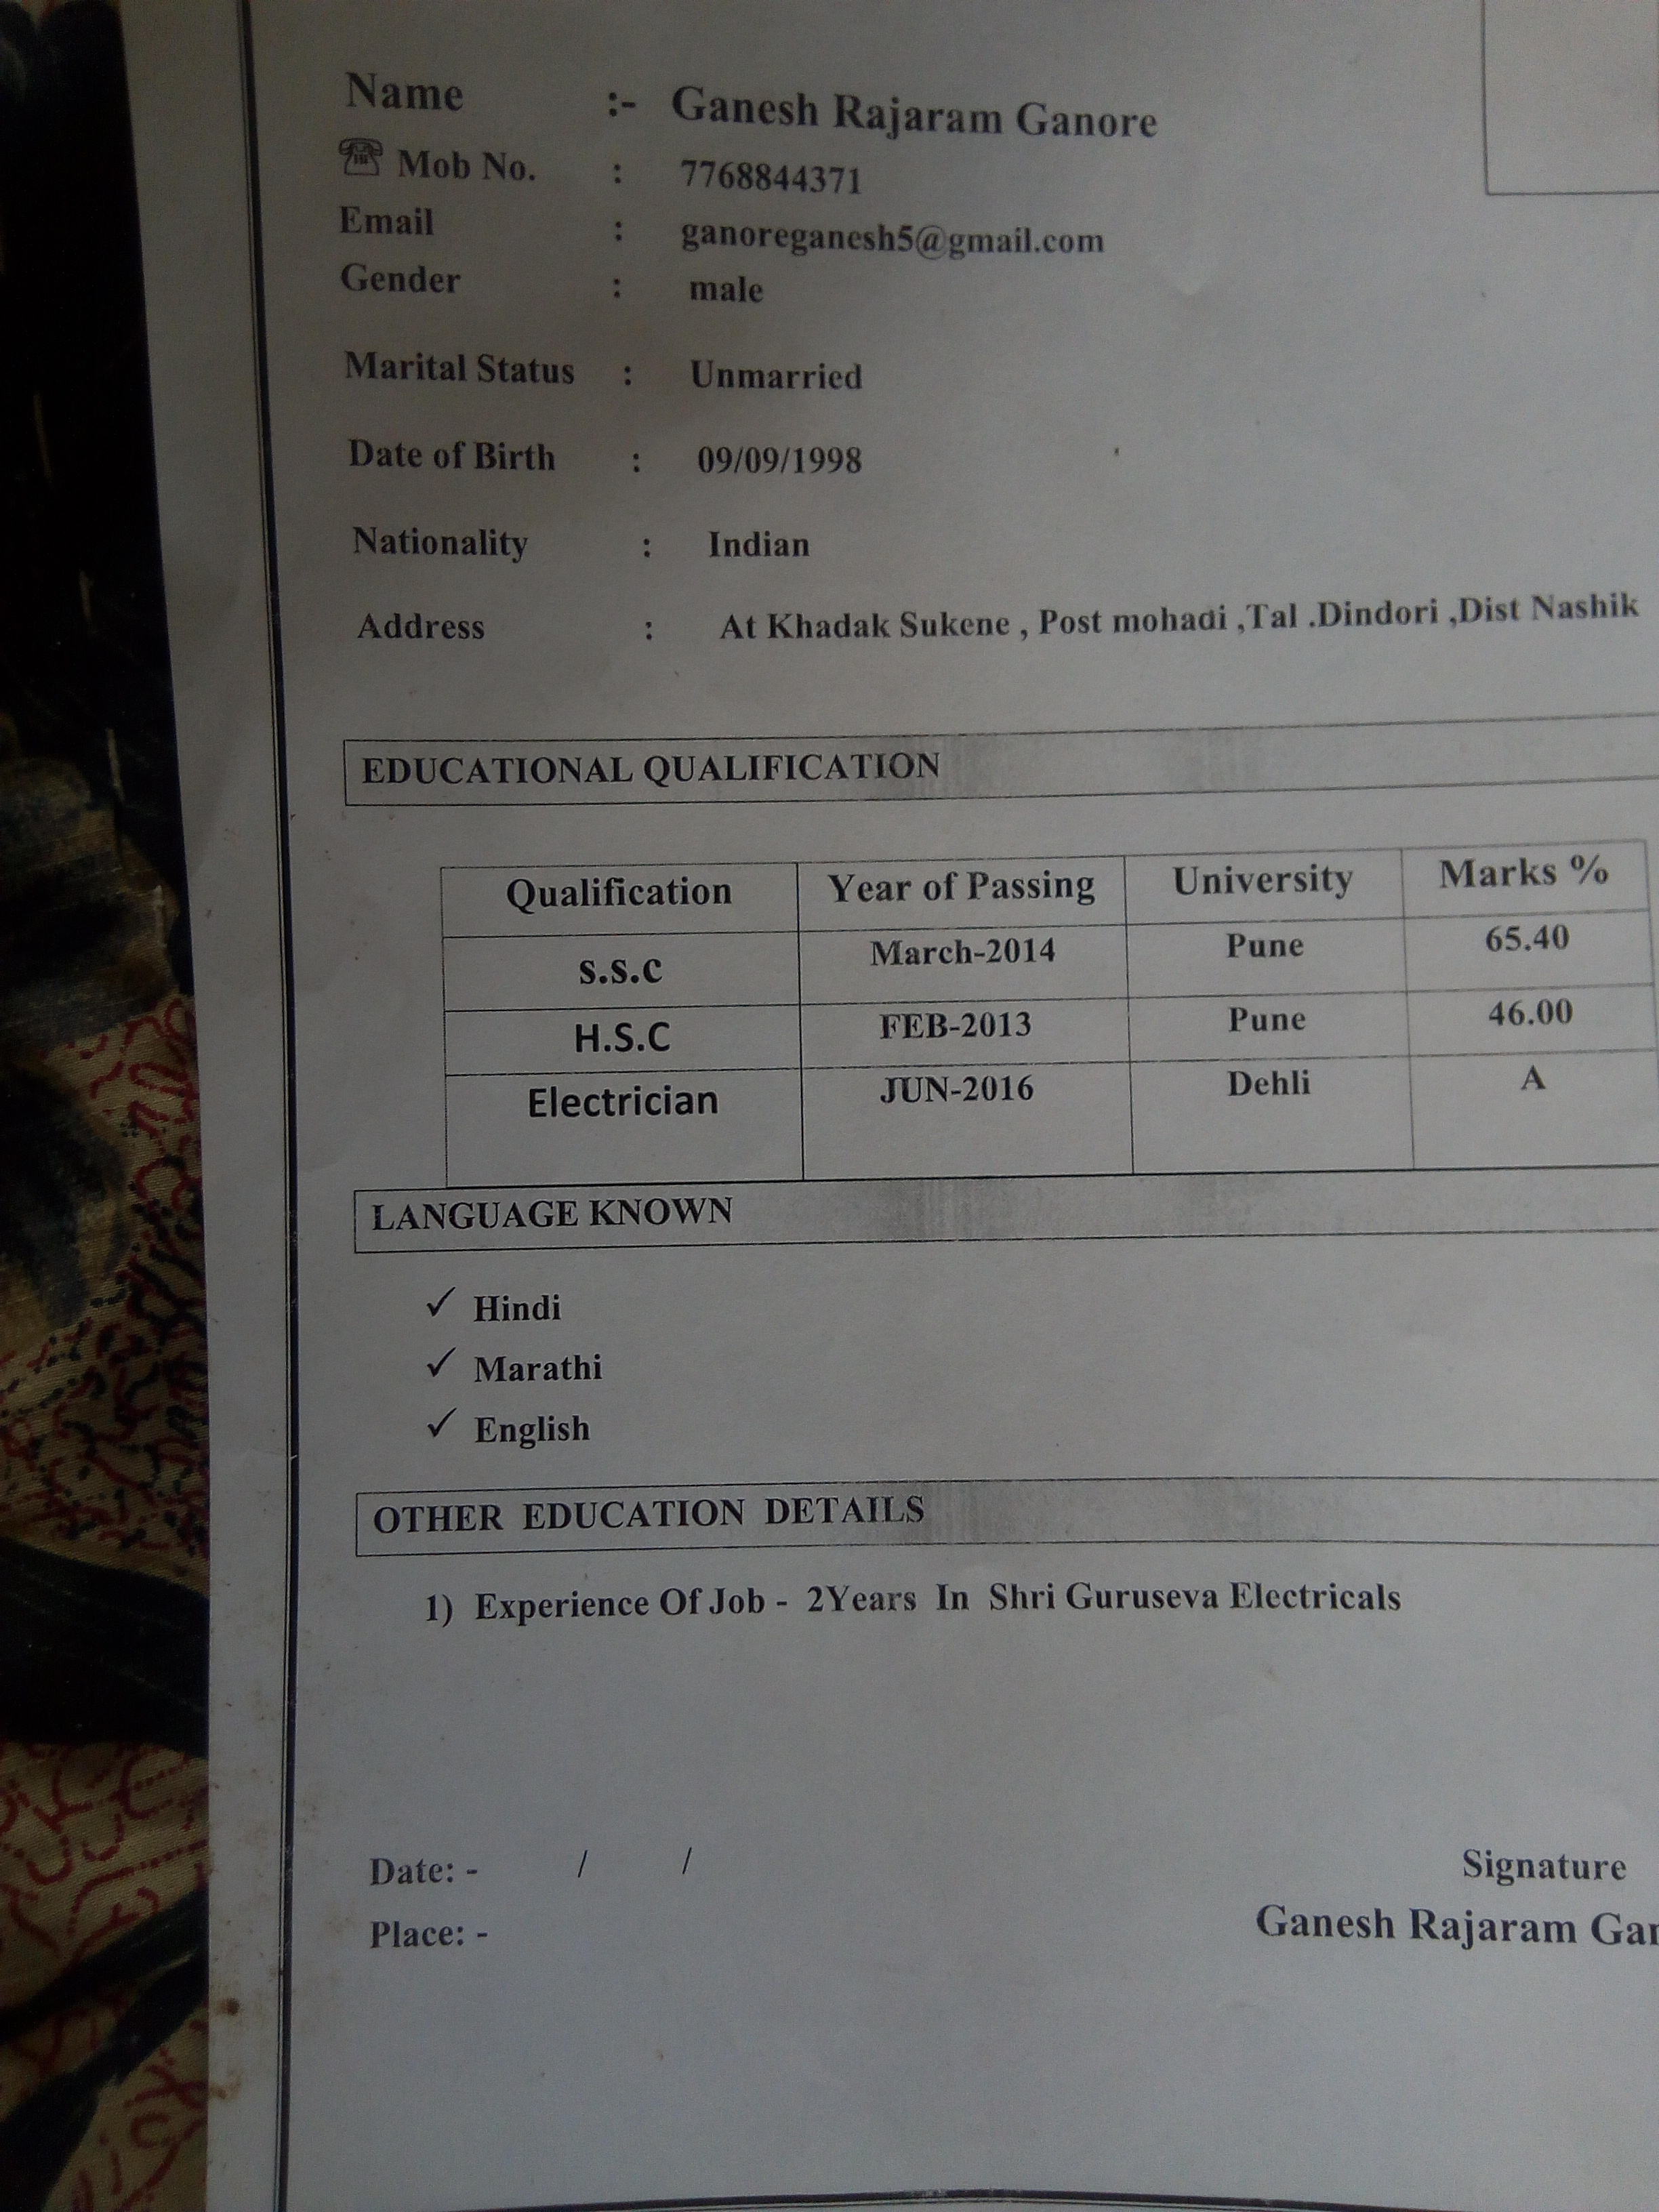 Name :- Ganesh Rajaram Ganore
☎ Mob No. : 7768844371
Email : ganoreganesh5@gmail.com
Gender : male
Marital Status : Unmarried
Date of Birth : 09/09/1998
Nationality : Indian
Address : At Khadak Sukene , Post mohadi ,Tal .Dindori ,Dist Nashik
EDUCATIONAL QUALIFICATION
Qualification Year of Passing University Marks %
S.S.C March-2014 Pune 65.40
H.S.C FEB-2013 Pune 46.00
Electrician JUN-2016 Dehli A
LANGUAGE KNOWN
✓ Hindi
✓ Marathi
✓ English
OTHER EDUCATION DETAILS
1) Experience Of Job - 2Years In Shri Guruseva Electricals
Date: - / /
Signature
Place: -
Ganesh Rajaram